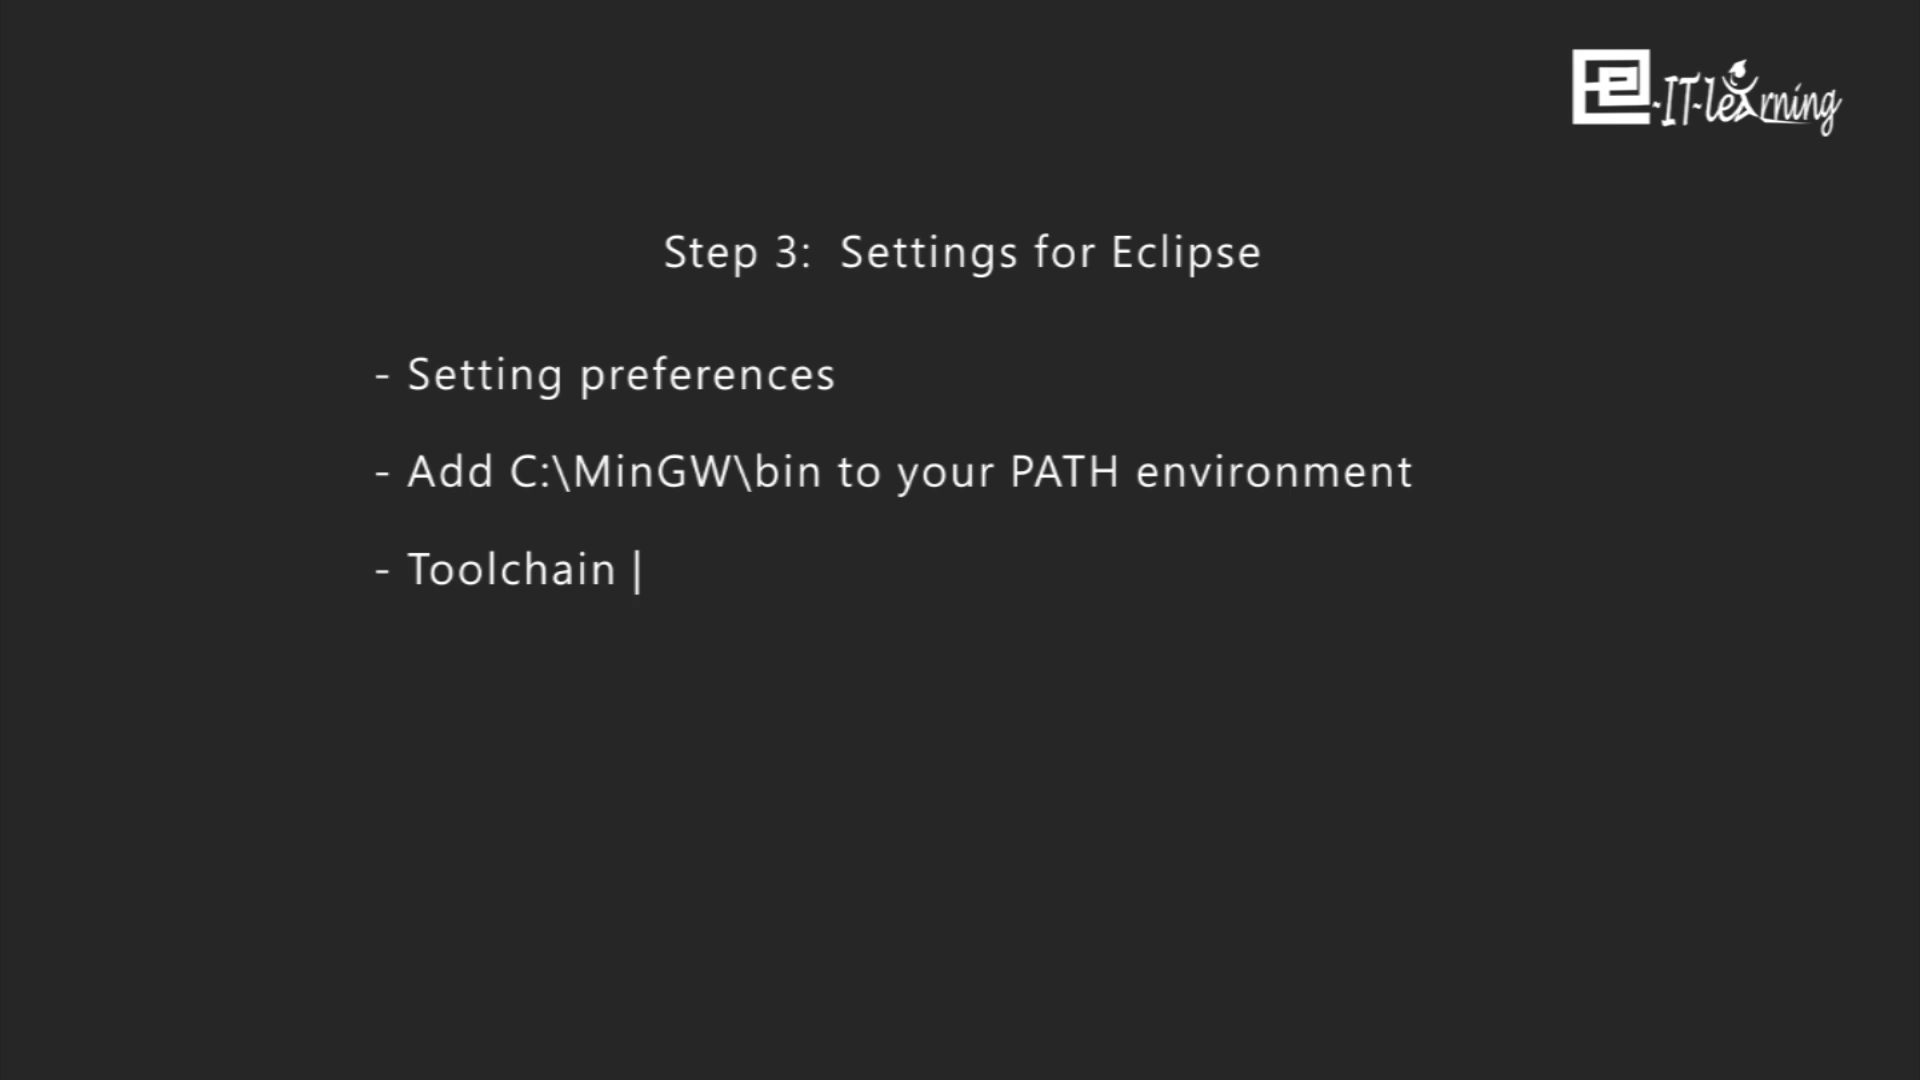 e-IT-learning
Step 3: Settings for Eclipse
- Setting preferences
- Add C:\MinGW\bin to your PATH environment
- Toolchain |